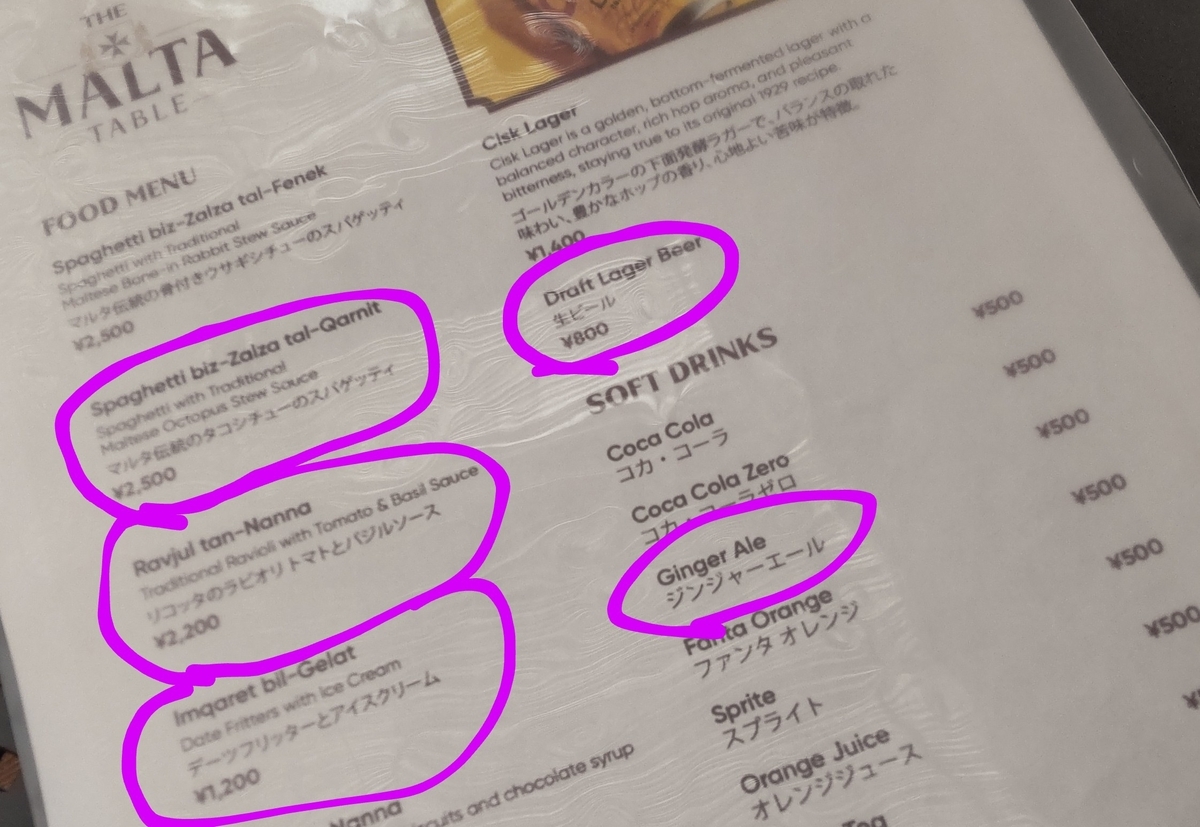 THE
MALTA
TABLE
FOOD MENU
Spaghetti biz-Zalza tal-Fenek
Spaghetti with Traditional
Maltese Bone-in Rabbit Stew Sauce
マルタ伝統の骨付きウサギシチューのスパゲッティ
¥2,500
Spaghetti biz-Zalza tal-Qarnit
Spaghetti with Traditional
Maltese Octopus Stew Sauce
マルタ伝統のタコシチューのスパゲッティ
¥2,500
Ravjul tan-Nanna
Traditional Ravioli with Tomato & Basil Sauce
リコッタのラビオリ トマトとバジルソース
¥2,200
Imqaret bil-Gelat
Date Fritters with Ice Cream
デーツフリッターとアイスクリーム
¥1,200
Nanna
and chocolate syrup
Cisk Lager
Cisk Lager is a golden, bottom-fermented lager with a
balanced character, rich hop aroma, and pleasant
bitterness, staying true to its original 1929 recipe.
ゴールデンカラーの下面発酵ラガーで、バランスの取れた
味わい、豊かなホップの香り、心地よい苦味が特徴。
¥1,400
Draft Lager Beer
生ビール
¥800
SOFT DRINKS
Coca Cola
コカ・コーラ
¥500
Coca Cola Zero
コカ・コーラゼロ
¥500
Ginger Ale
ジンジャーエール
¥500
Fanta Orange
ファンタ オレンジ
¥500
Sprite
スプライト
¥500
Orange Juice
オレンジジュース
¥500
Tea